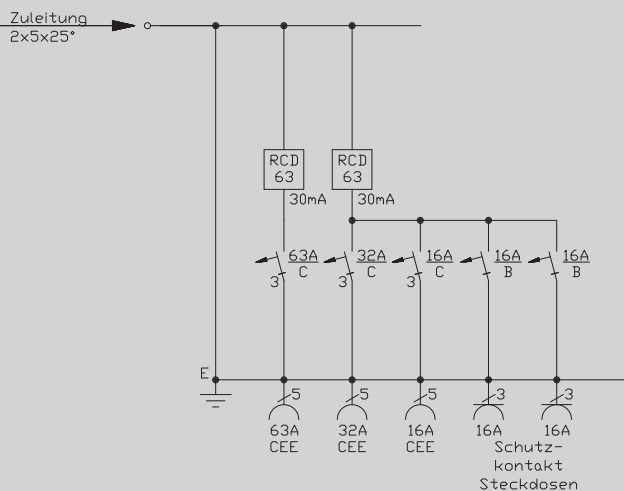 Zuleitung
2x5x25°
RCD
63
30mA
RCD
63
30mA
63A
C
3
32A
C
3
16A
C
3
16A
B
16A
B
E
5
5
5
3
3
63A
CEE
32A
CEE
16A
CEE
16A
16A
Schutz-
kontakt
Steckdosen